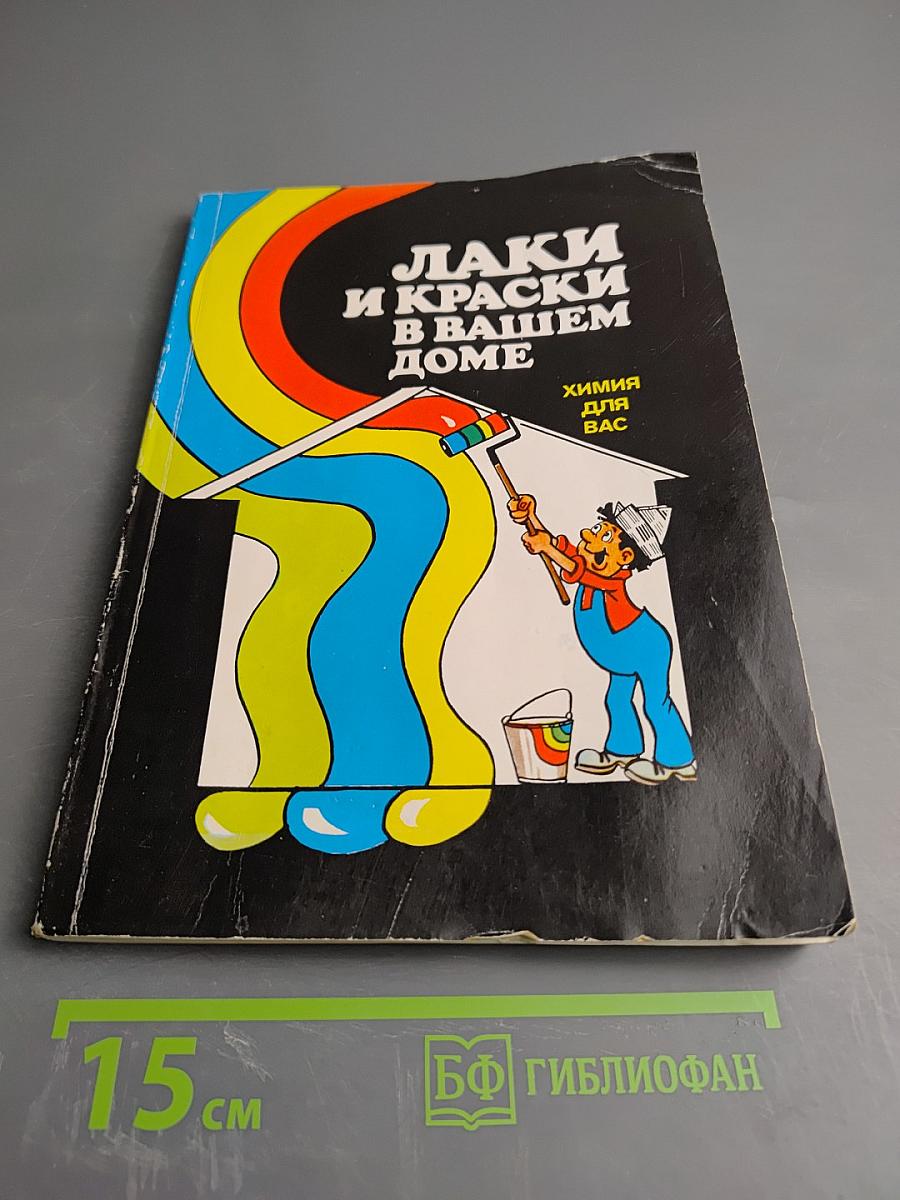 ЛАКИ
И КРАСКИ
В ВАШЕМ
ДОМЕ
ХИМИЯ
ДЛЯ
ВАС
15 см
БФ ГИБЛИОФАН